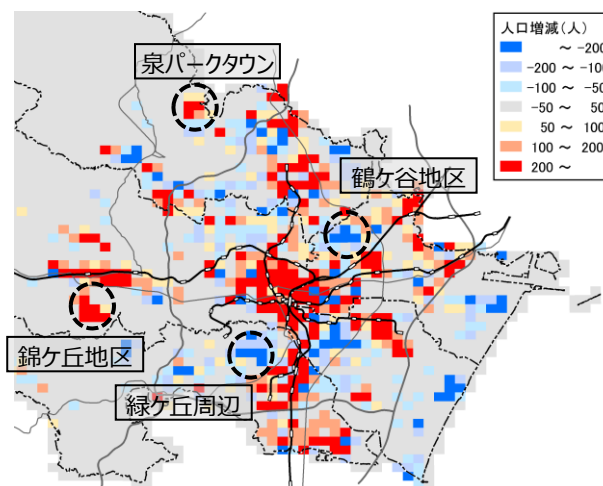 人口増減（人）
～ -200
-200 ～ -100
-100 ～ -50
-50 ～ 50
50 ～ 100
100 ～ 200
200 ～
泉パークタウン
鶴ケ谷地区
錦ケ丘地区
緑ケ丘周辺